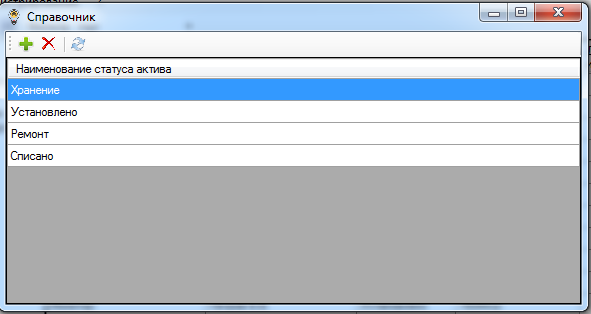 Справочник
Наименование статуса актива
Хранение
Установлено
Ремонт
Списано